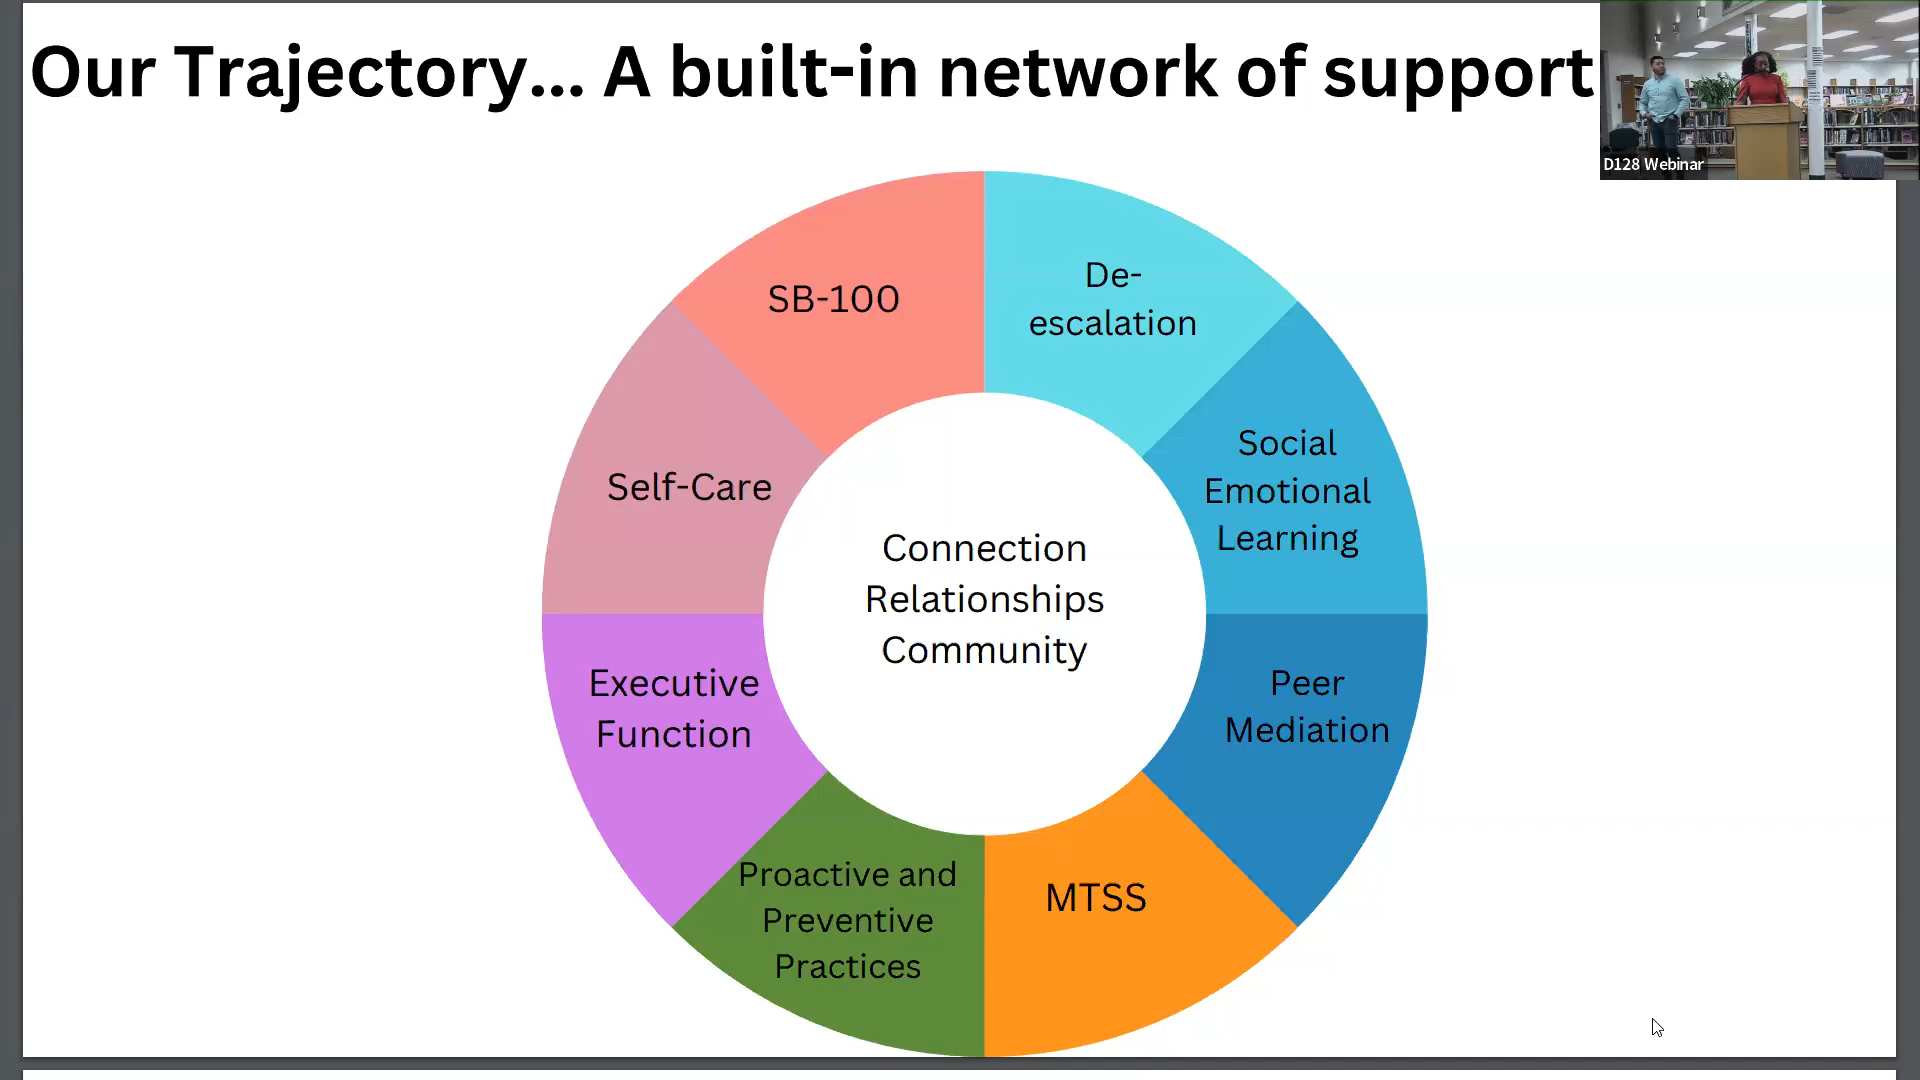 Our Trajectory... A built-in network of support
D128 Webinar
SB-100
De-
escalation
Social
Emotional
Learning
Self-Care
Connection
Relationships
Community
Executive
Function
Peer
Mediation
Proactive and
Preventive
Practices
MTSS